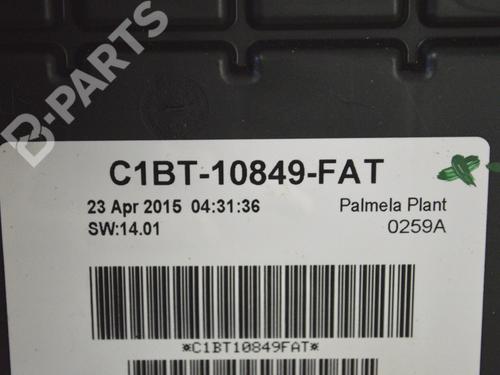 B-PARTS
C1BT-10849-FAT
23 Apr 2015 04:31:36 Palmela Plant
SW:14.01 0259A
*C1BT10849FAT*